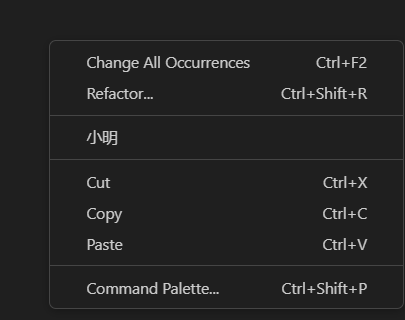 Change All Occurrences Ctrl+F2
Refactor... Ctrl+Shift+R
小明
Cut Ctrl+X
Copy Ctrl+C
Paste Ctrl+V
Command Palette... Ctrl+Shift+P